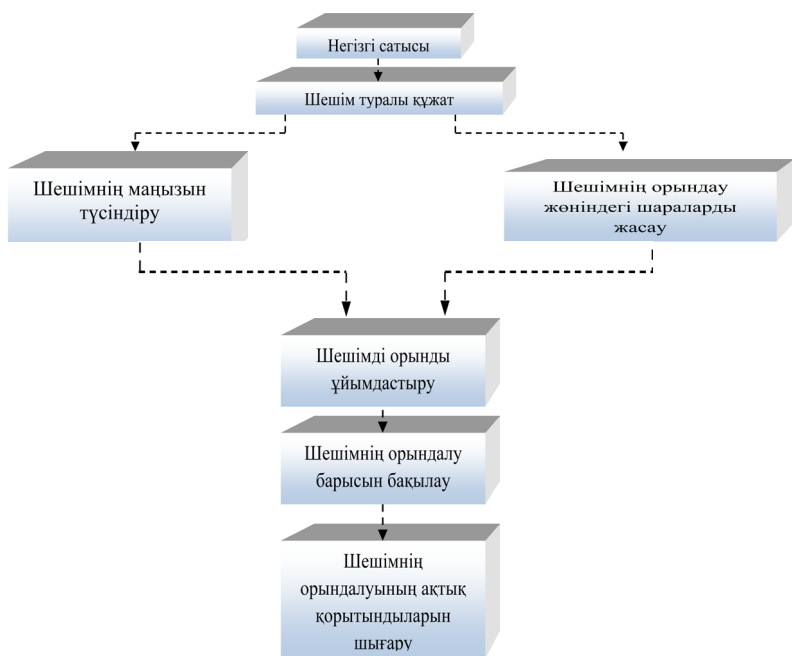 Негізгі сатысы
Шешім туралы құжат
Шешімнің маңызын
түсіндіру
Шешімнің орындау
жөніндегі шараларды
жасау
Шешімді орынды
ұйымдастыру
Шешімнің орындалу
барысын бақылау
Шешімнің
орындалуының ақтық
қорытындыларын
шығару